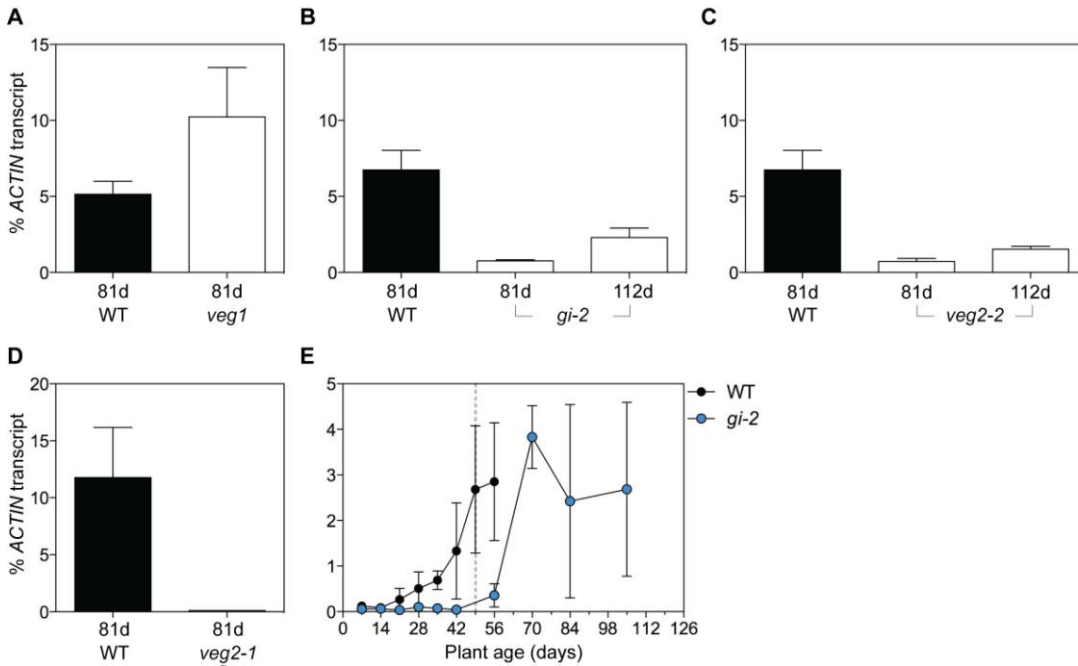 A B C
% ACTIN transcript
15 15 15
10 10 10
5 5 5
0 0 0
81d 81d 81d 81d 112d 81d 81d 112d
WT veg1 WT gi-2 WT veg2-2
D E
% ACTIN transcript
20 5
15 4
10 3
5 2
0 1
0
WT
gi-2
81d 81d 0 14 28 42 56 70 84 98 112 126
WT veg2-1 Plant age (days)